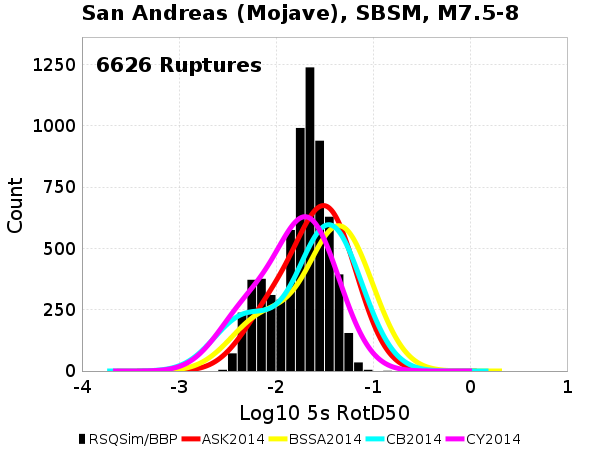 San Andreas (Mojave), SBSM, M7.5-8
6626 Ruptures
Count
1250
1000
750
500
250
0
-4 -3 -2 -1 0 1
Log10 5s RotD50
RSQSim/BBP ASK2014 BSSA2014 CB2014 CY2014